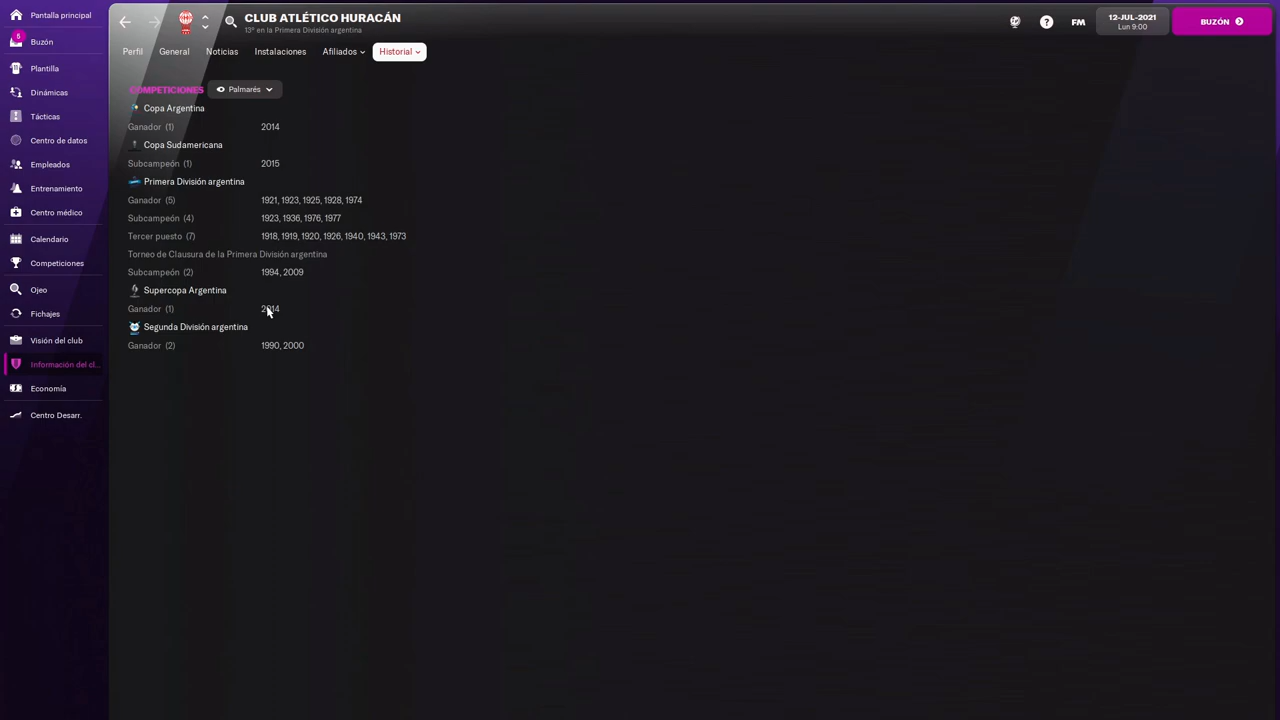 Pantalla principal
5
Buzón
Plantilla
Dinámicas
Tácticas
Centro de datos
Empleados
Entrenamiento
Centro médico
Calendario
Competiciones
Ojeo
Fichajes
Visión del club
Información del cl...
Economía
Centro Desarr.
CLUB ATLÉTICO HURACÁN
13º en la Primera División argentina
FM
12-JUL-2021
Lun 9:00
BUZÓN
Perfil General Noticias Instalaciones Afiliados Historial
COMPETICIONES Palmarés
Copa Argentina
Ganador (1) 2014
Copa Sudamericana
Subcampeón (1) 2015
Primera División argentina
Ganador (5) 1921, 1923, 1925, 1928, 1974
Subcampeón (4) 1923, 1936, 1976, 1977
Tercer puesto (7) 1918, 1919, 1920, 1926, 1940, 1943, 1973
Torneo de Clausura de la Primera División argentina
Subcampeón (2) 1994, 2009
Supercopa Argentina
Ganador (1) 2014
Segunda División argentina
Ganador (2) 1990, 2000